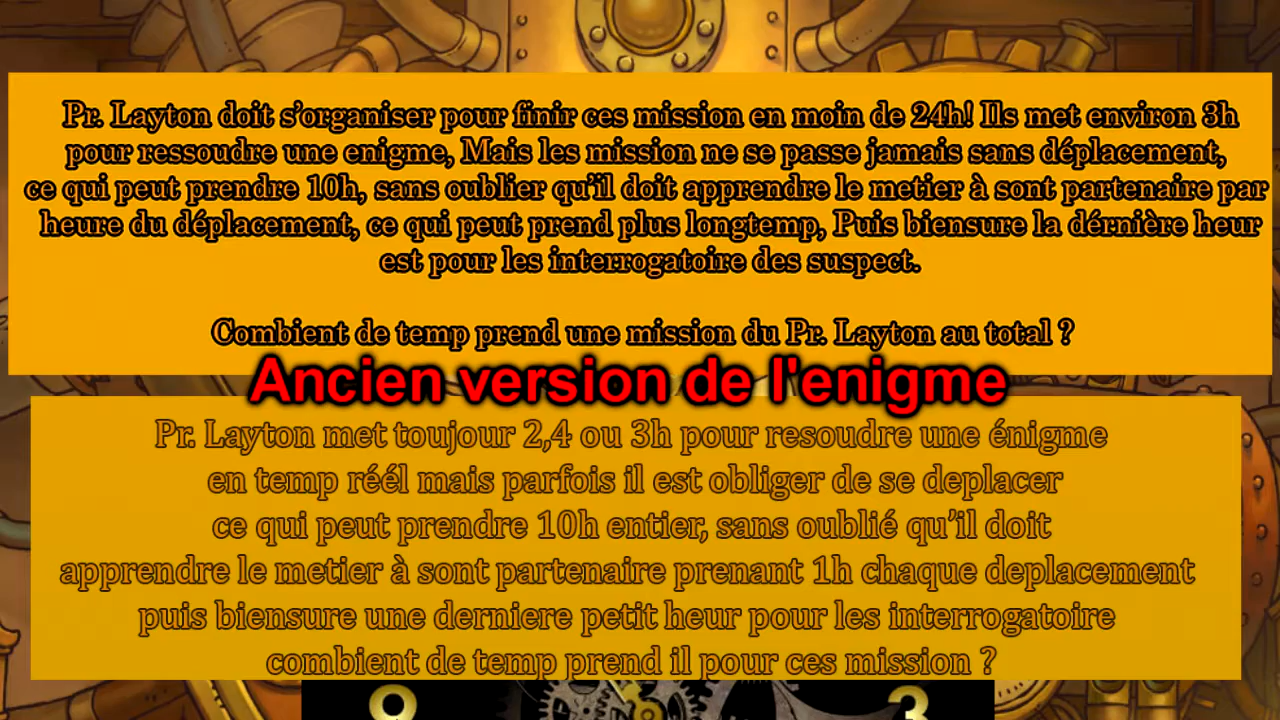 Pr. Layton doit s'organiser pour finir ces mission en moin de 24h! Ils met environ 3h
pour ressoudre une enigme, Mais les mission ne se passe jamais sans déplacement,
ce qui peut prendre 10h, sans oublier qu'il doit apprendre le metier à sont partenaire par
heure du déplacement, ce qui peut prend plus longtemp, Puis biensure la dérnière heur
est pour les interrogatoire des suspect.
Combient de temp prend une mission du Pr. Layton au total ?
Ancien version de l'enigme
Pr. Layton met toujour 2,4 ou 3h pour resoudre une énigme
en temp réél mais parfois il est obliger de se deplacer
ce qui peut prendre 10h entier, sans oublié qu'il doit
apprendre le metier à sont partenaire prenant 1h chaque deplacement
puis biensure une derniere petit heur pour les interrogatoire
combient de temp prend il pour ces mission ?